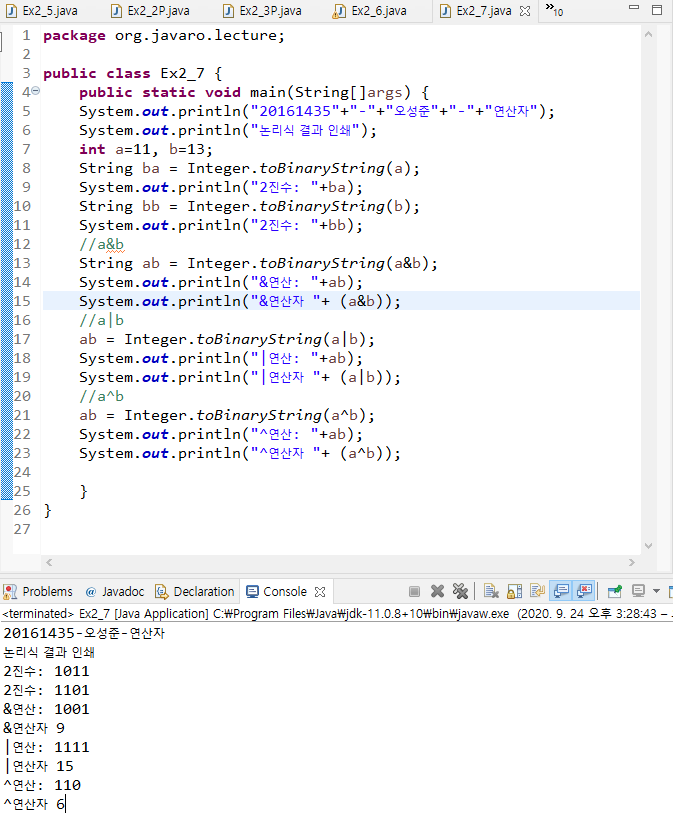 Ex2_5.java Ex2_2P.java Ex2_3P.java Ex2_6.java Ex2_7.java »10
1 package org.javaro.lecture;
2
3 public class Ex2_7 {
4 public static void main(String[]args) {
5 System.out.println("20161435"+"-"+"오성준"+"-"+"연산자");
6 System.out.println("논리식 결과 인쇄");
7 int a=11, b=13;
8 String ba = Integer.toBinaryString(a);
9 System.out.println("2진수: "+ba);
10 String bb = Integer.toBinaryString(b);
11 System.out.println("2진수: "+bb);
12 //a&b
13 String ab = Integer.toBinaryString(a&b);
14 System.out.println("&연산: "+ab);
15 System.out.println("&연산자 "+ (a&b));
16 //a|b
17 ab = Integer.toBinaryString(a|b);
18 System.out.println("|연산: "+ab);
19 System.out.println("|연산자 "+ (a|b));
20 //a^b
21 ab = Integer.toBinaryString(a^b);
22 System.out.println("^연산: "+ab);
23 System.out.println("^연산자 "+ (a^b));
24
25 }
26 }
27
Problems @ Javadoc Declaration Console
<terminated> Ex2_7 [Java Application] C:₩Program Files₩Java₩jdk-11.0.8+10₩bin₩javaw.exe (2020. 9. 24 오후 3:28:43 –
20161435-오성준-연산자
논리식 결과 인쇄
2진수: 1011
2진수: 1101
&연산: 1001
&연산자 9
|연산: 1111
|연산자 15
^연산: 110
^연산자 6